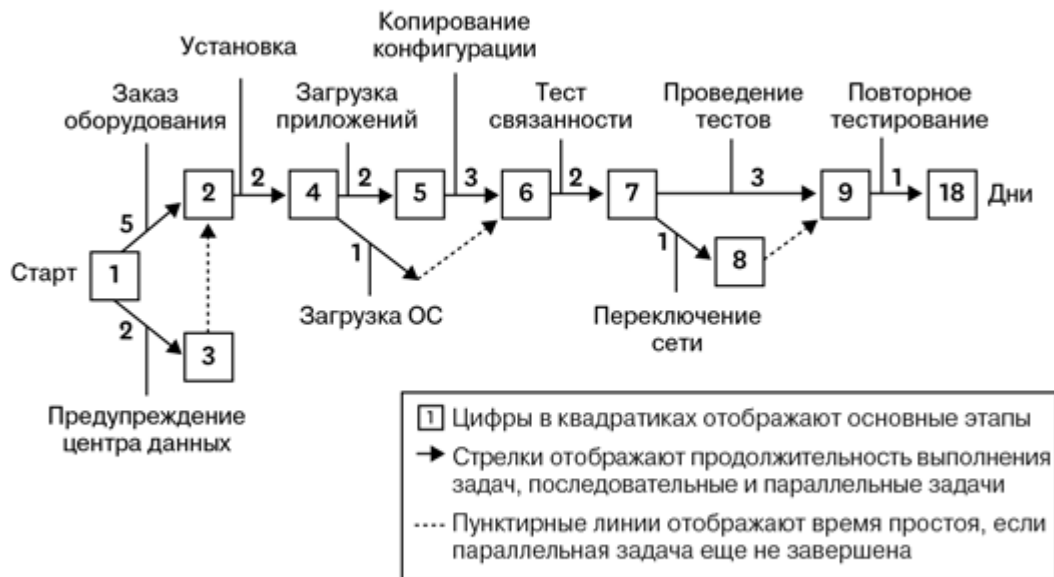 Копирование
конфигурации
Установка
Заказ
оборудования
Загрузка
приложений
Тест
связанности
Проведение
тестов
Повторное
тестирование
2
2
4
2
5
3
6
2
7
3
9
1
18
Дни
5
1
1
8
Старт
1
2
3
Загрузка ОС
Переключение
сети
Предупреждение
центра данных
1 Цифры в квадратиках отображают основные этапы
Стрелки отображают продолжительность выполнения
задач, последовательные и параллельные задачи
Пунктирные линии отображают время простоя, если
параллельная задача еще не завершена